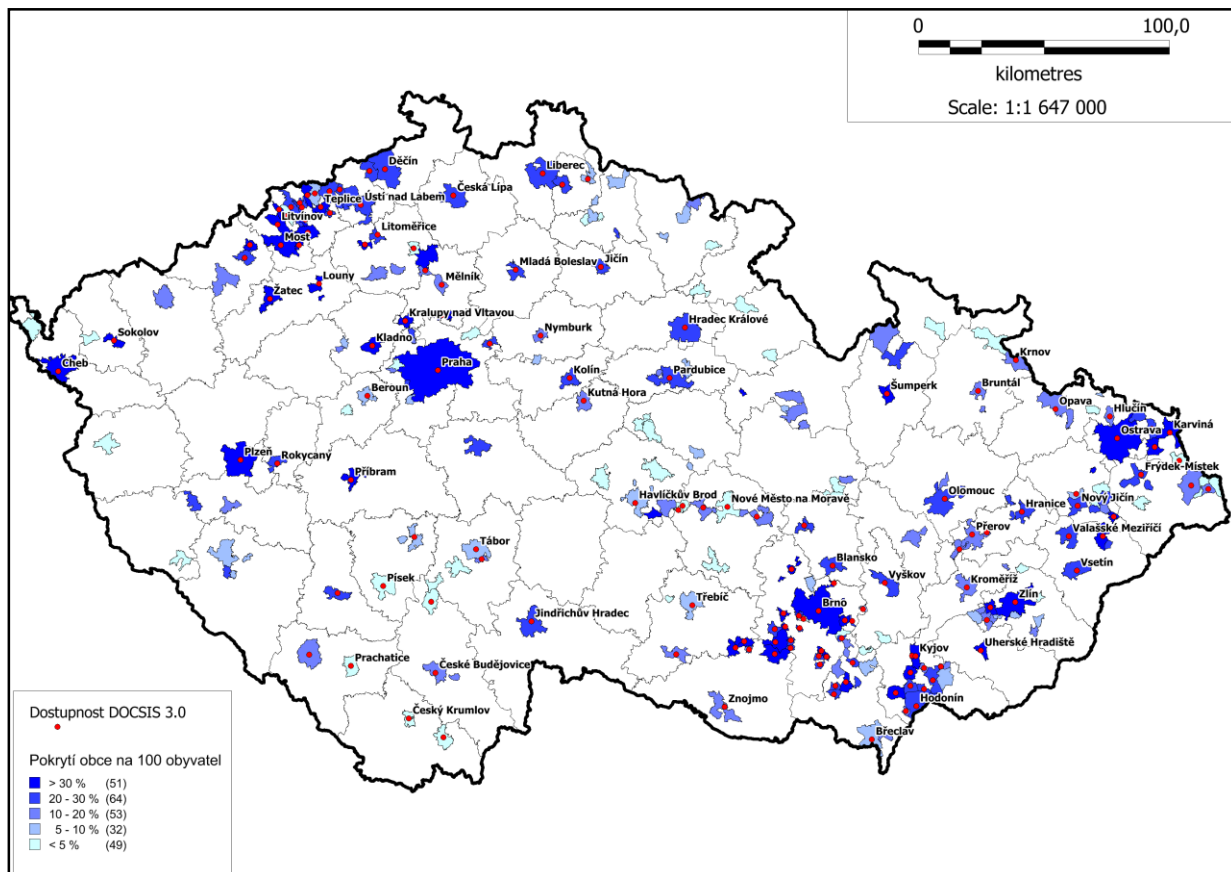 0 100,0
kilometres
Scale: 1:1 647 000
Děčín
Liberec
Česká Lípa
Teplice
Ústí nad Labem
Litvínov
Litoměřice
Most
Mladá Boleslav
Jičín
Louny
Mělník
Žatec
Kralupy nad Vltavou
Sokolov
Nymburk
Hradec Králové
Kladno
Cheb
Praha
Krnov
Kolín
Pardubice
Beroun
Šumperk
Bruntál
Kutná Hora
Opava
Hlučín
Ostrava
Karviná
Plzeň
Rokycany
Příbram
Frýdek-Místek
Havlíčkův Brod
Nové Město na Moravě
Olomouc
Hranice
Nový Jičín
Přerov
Valašské Meziříčí
Tábor
Blansko
Vsetín
Písek
Vyškov
Kroměříž
Třebíč
Zlín
Brno
Jindřichův Hradec
Uherské Hradiště
Kyjov
Prachatice
České Budějovice
Znojmo
Hodonín
Český Krumlov
Břeclav
Dostupnost DOCSIS 3.0
Pokrytí obce na 100 obyvatel
> 30 % (51)
20 - 30 % (64)
10 - 20 % (53)
5 - 10 % (32)
< 5 % (49)